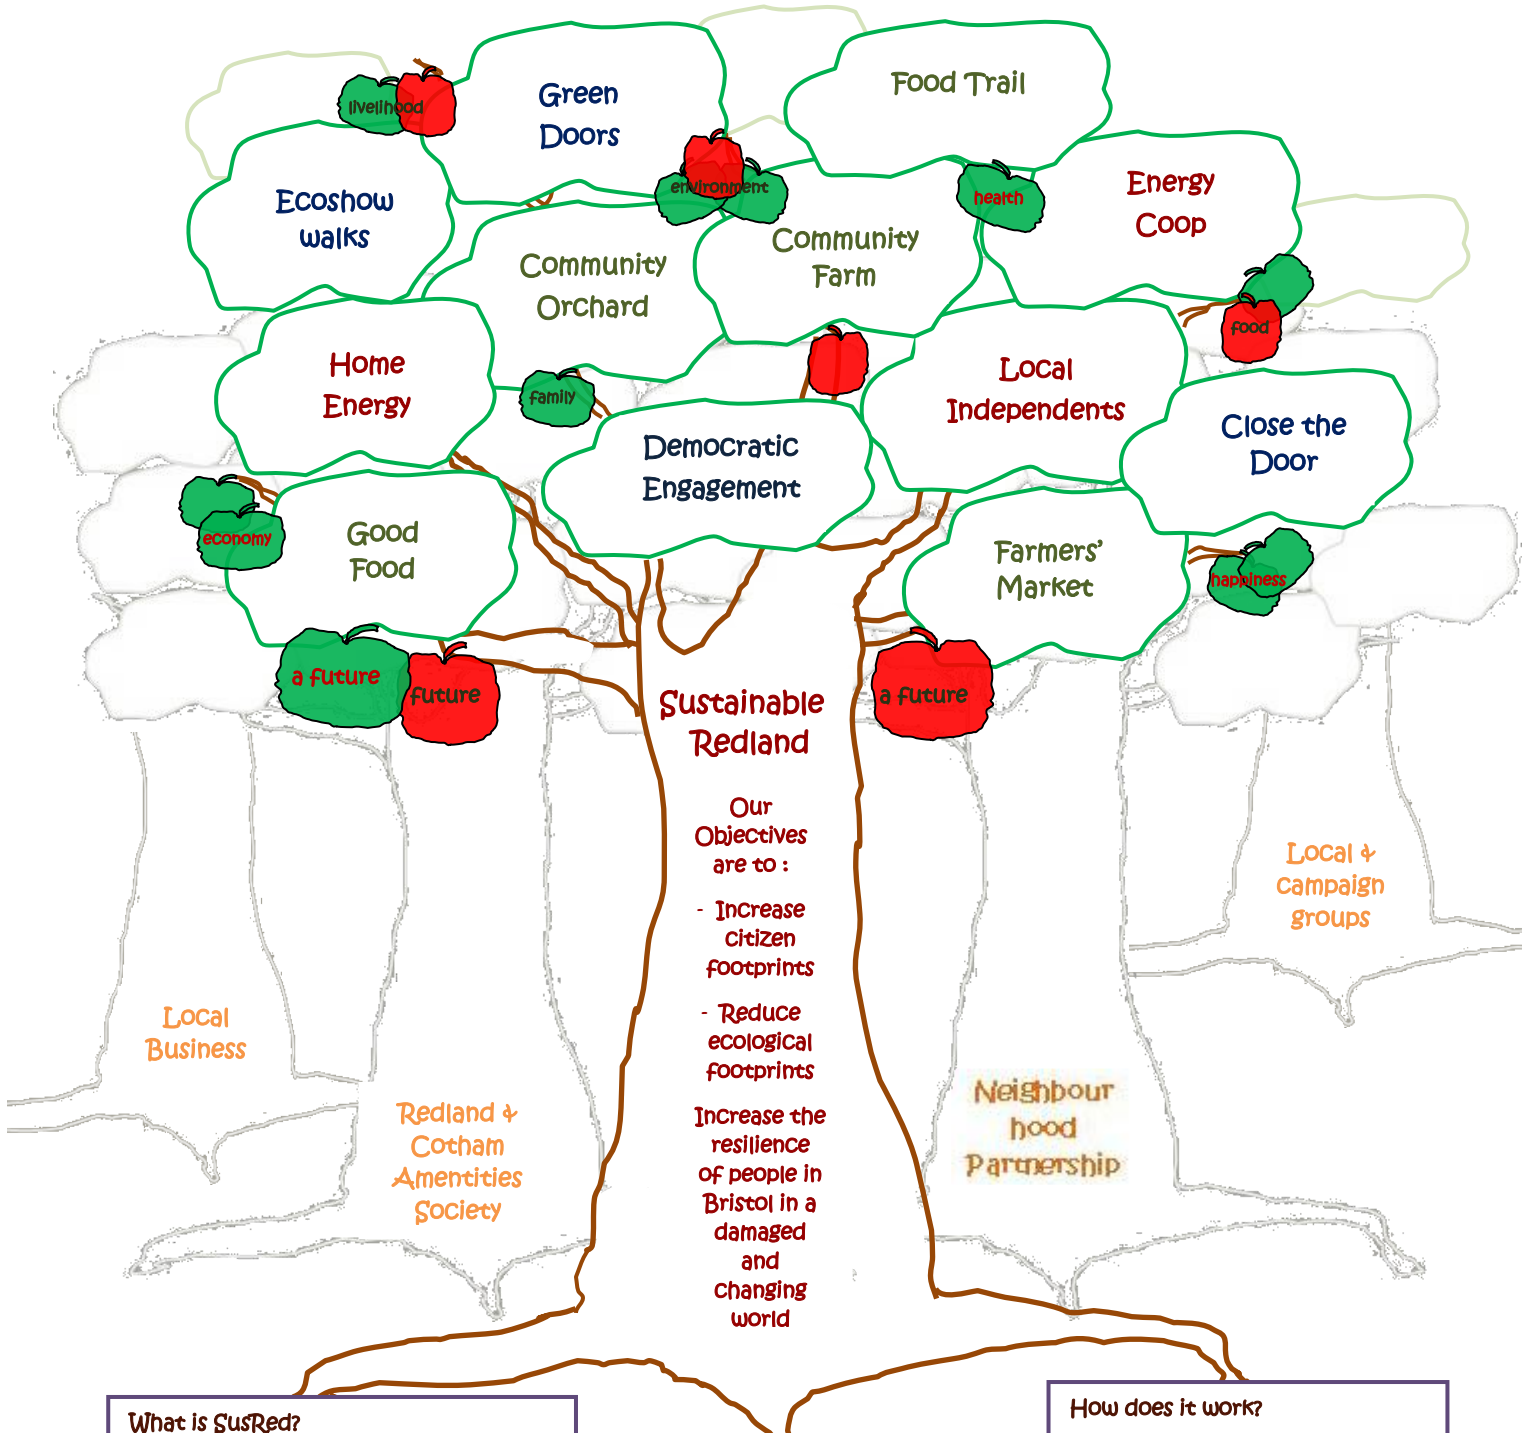 Green
Doors
Food Trail
livelihood
Ecoshow
walks
environment
Community
Orchard
Community
Farm
health
Energy
Coop
food
Home
Energy
family
Local
Independents
Close the
Door
Democratic
Engagement
economy
Good
Food
Farmers’
Market
happiness
a future
future
a future
Sustainable
Redland
Our
Objectives
are to :
- Increase
citizen
footprints
- Reduce
ecological
footprints
Increase the
resilience
of people in
Bristol in a
damaged
and
changing
world
Local &
campaign
groups
Local
Business
Redland &
Cotham
Amentities
Society
Neighbour
hood
Partnership
What is SusRed?
How does it work?